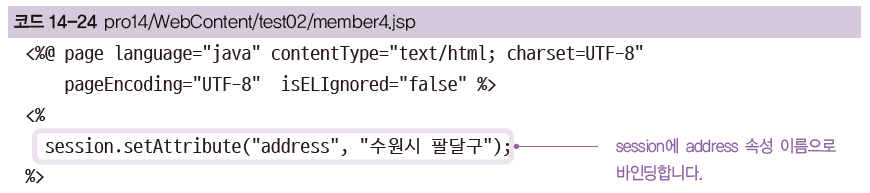 코드 14-24 pro14/WebContent/test02/member4.jsp
<%@ page language="java" contentType="text/html; charset=UTF-8"
pageEncoding="UTF-8" isELIgnored="false" %>
<%
session.setAttribute("address", "수원시 팔달구");
session에 address 속성 이름으로
바인딩합니다.
%>